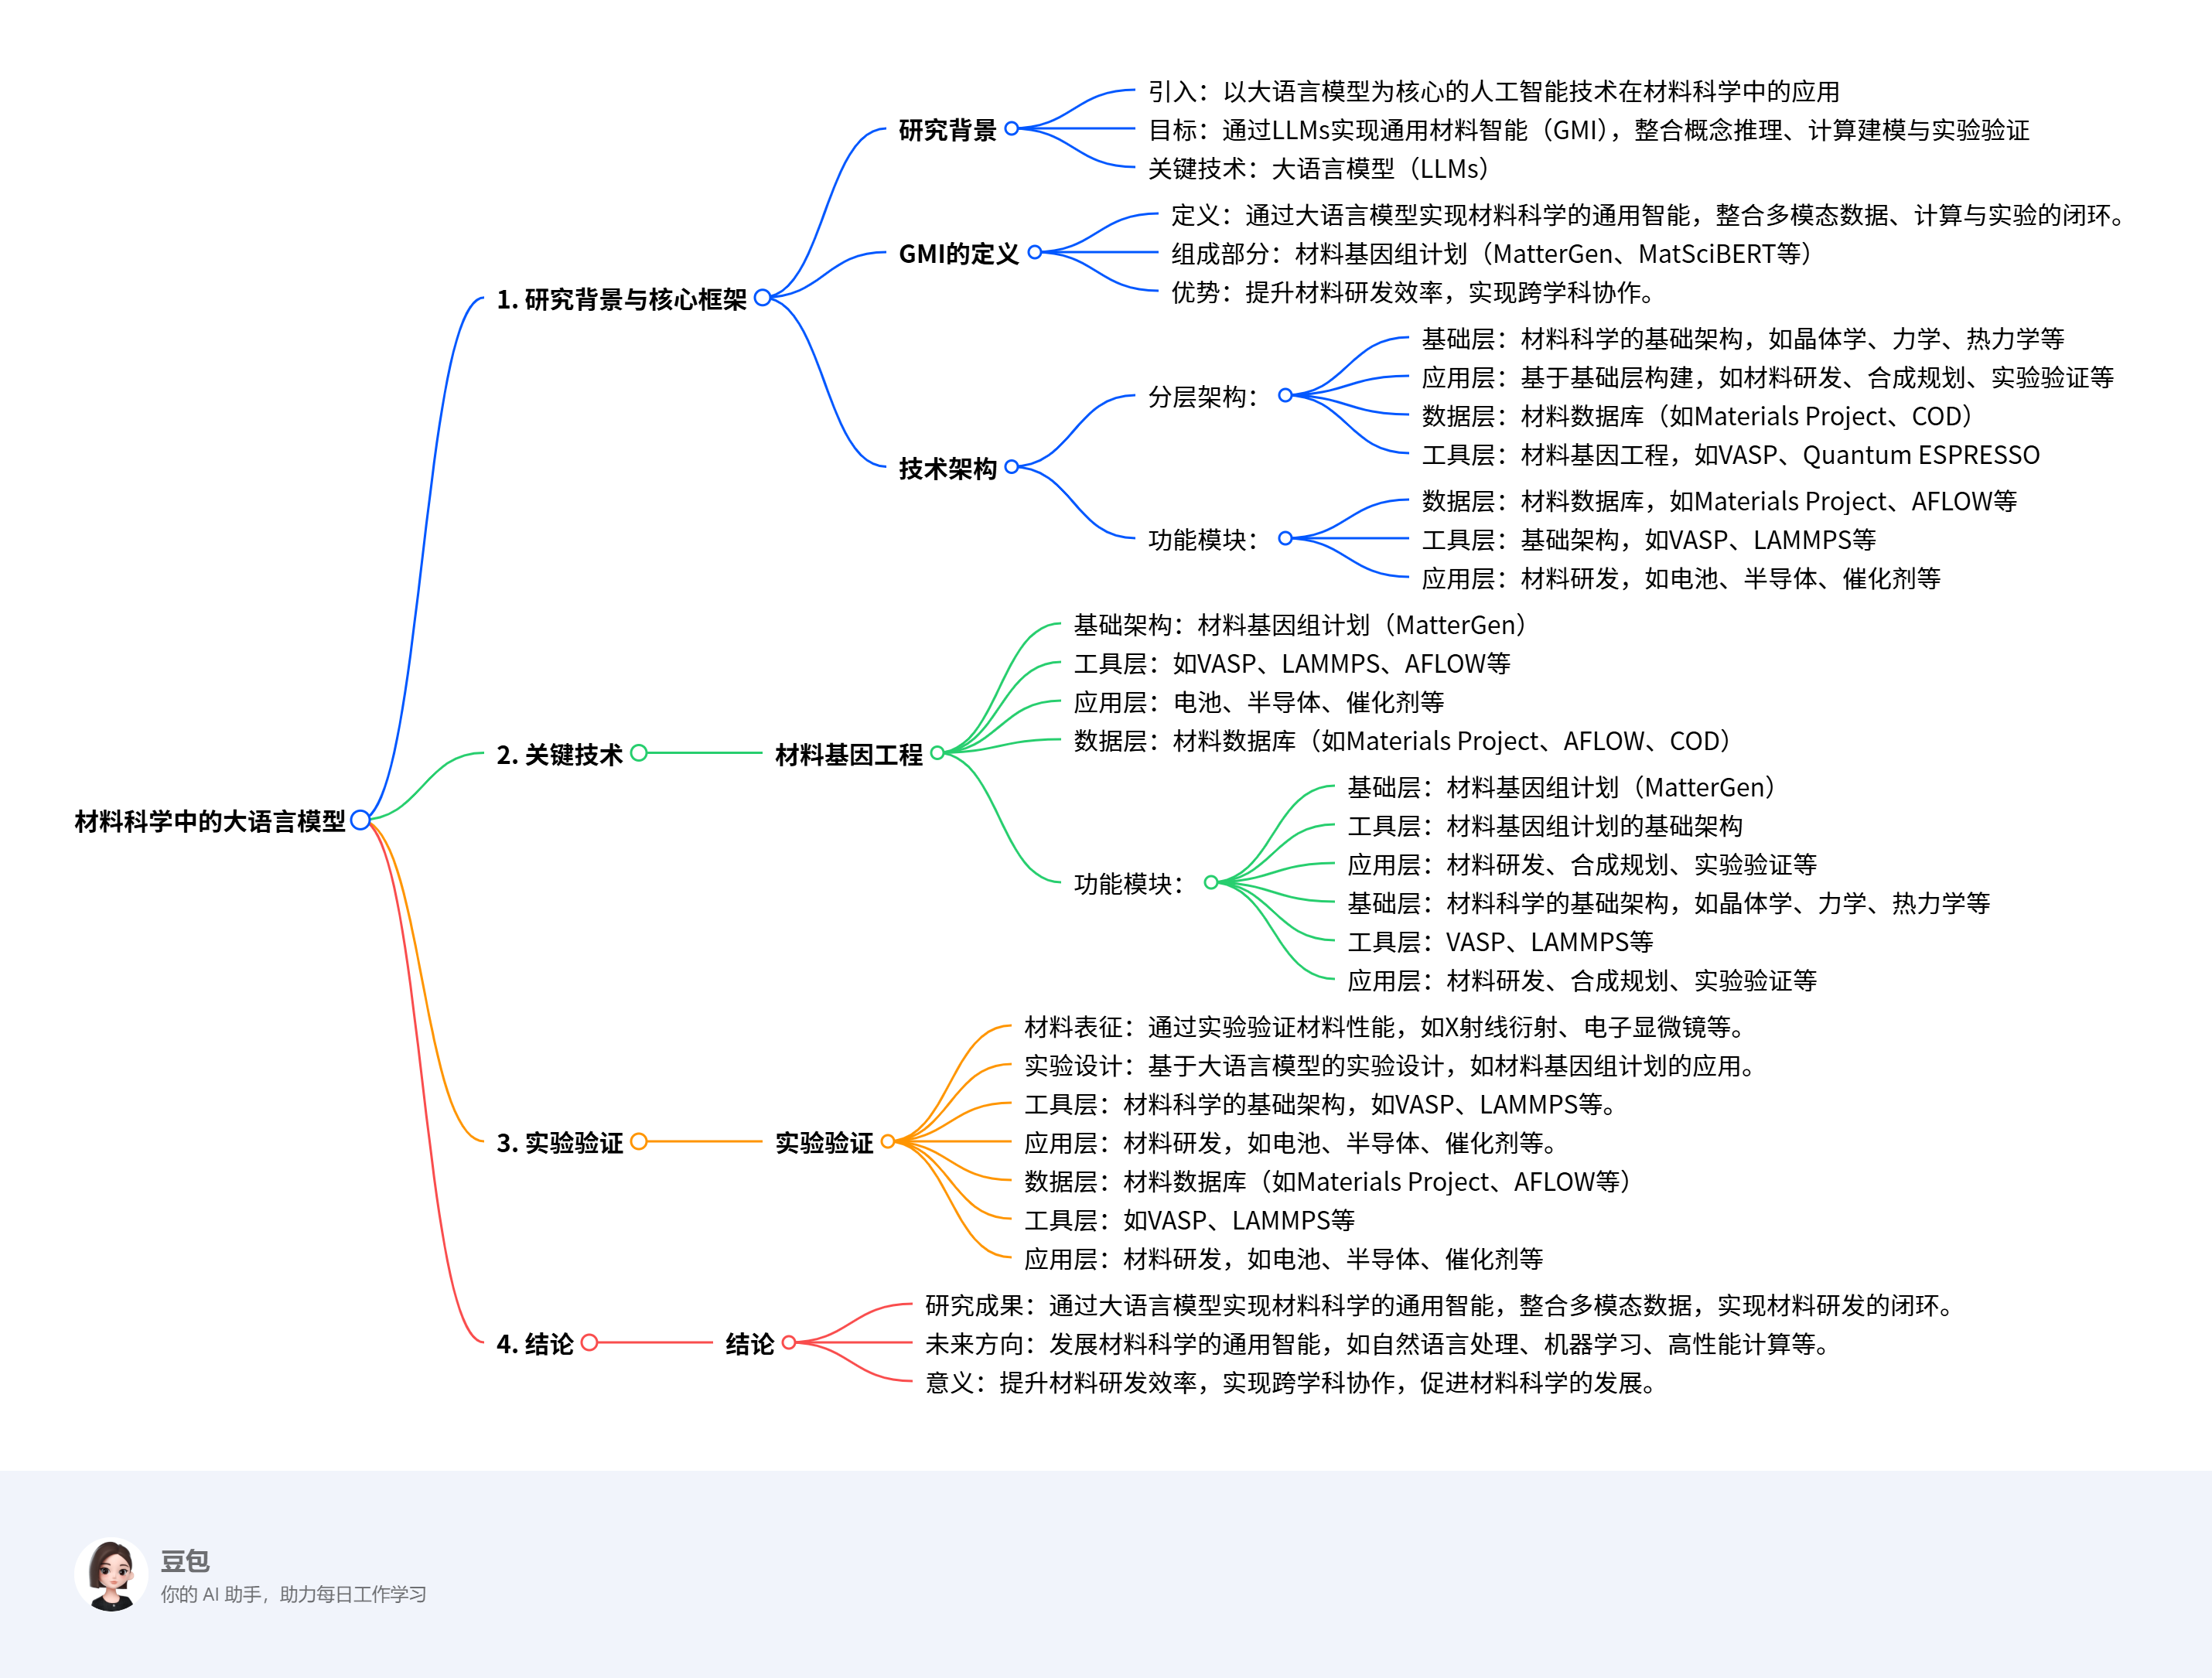 材料科学中的大语言模型
1. 研究背景与核心框架
研究背景
引入：以大语言模型为核心的人工智能技术在材料科学中的应用
目标：通过LLMs实现通用材料智能（GMI），整合概念推理、计算建模与实验验证
关键技术：大语言模型（LLMs）
GMI的定义
定义：通过大语言模型实现材料科学的通用智能，整合多模态数据、计算与实验的闭环。
组成部分：材料基因组计划（MatterGen、MatSciBERT等）
优势：提升材料研发效率，实现跨学科协作。
技术架构
分层架构：
基础层：材料科学的基础架构，如晶体学、力学、热力学等
应用层：基于基础层构建，如材料研发、合成规划、实验验证等
数据层：材料数据库（如Materials Project、COD）
工具层：材料基因工程，如VASP、Quantum ESPRESSO
功能模块：
数据层：材料数据库，如Materials Project、AFLOW等
工具层：基础架构，如VASP、LAMMPS等
应用层：材料研发，如电池、半导体、催化剂等
2. 关键技术
材料基因工程
基础架构：材料基因组计划（MatterGen）
工具层：如VASP、LAMMPS、AFLOW等
应用层：电池、半导体、催化剂等
数据层：材料数据库（如Materials Project、AFLOW、COD）
功能模块：
基础层：材料基因组计划（MatterGen）
工具层：材料基因组计划的基础架构
应用层：材料研发、合成规划、实验验证等
基础层：材料科学的基础架构，如晶体学、力学、热力学等
工具层：VASP、LAMMPS等
应用层：材料研发、合成规划、实验验证等
3. 实验验证
实验验证
材料表征：通过实验验证材料性能，如X射线衍射、电子显微镜等。
实验设计：基于大语言模型的实验设计，如材料基因组计划的应用。
工具层：材料科学的基础架构，如VASP、LAMMPS等。
应用层：材料研发，如电池、半导体、催化剂等。
数据层：材料数据库（如Materials Project、AFLOW等）
工具层：如VASP、LAMMPS等
应用层：材料研发，如电池、半导体、催化剂等
4. 结论
结论
研究成果：通过大语言模型实现材料科学的通用智能，整合多模态数据，实现材料研发的闭环。
未来方向：发展材料科学的通用智能，如自然语言处理、机器学习、高性能计算等。
意义：提升材料研发效率，实现跨学科协作，促进材料科学的发展。
豆包
你的 AI 助手，助力每日工作学习